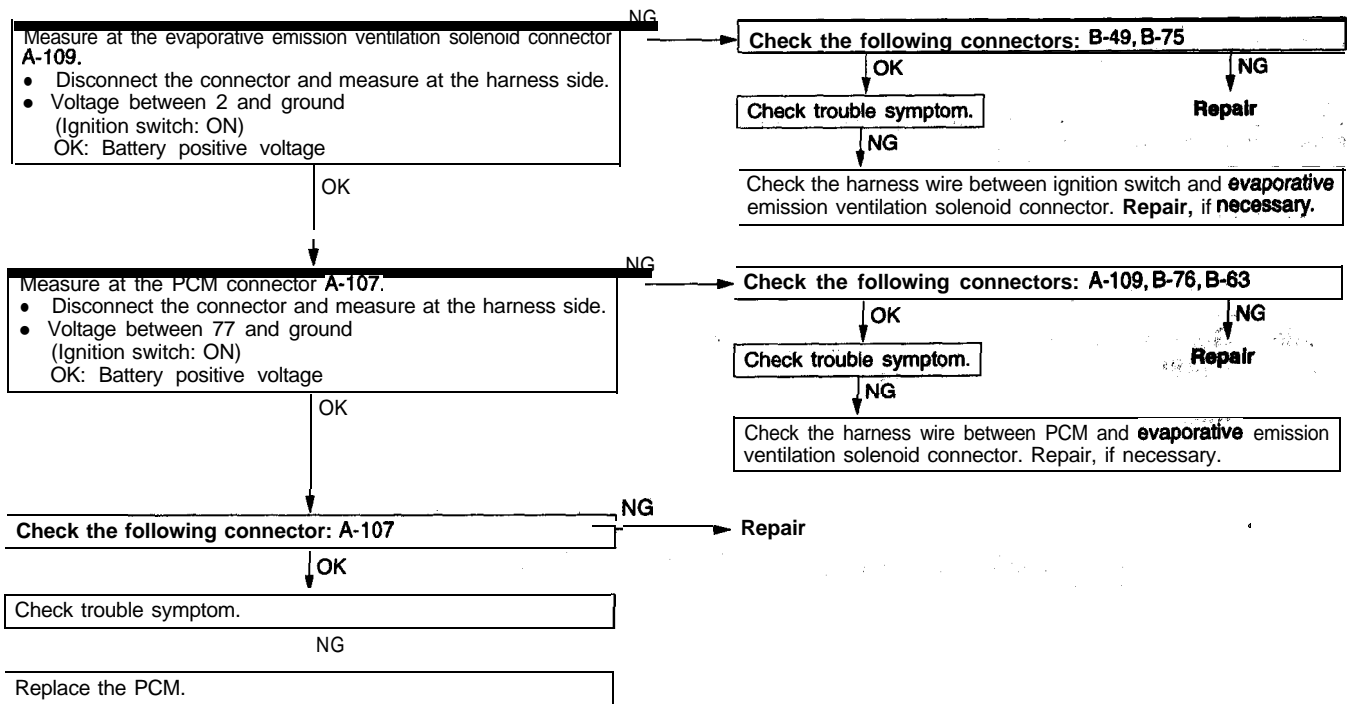 NG
Measure at the evaporative emission ventilation solenoid connector
A-109.
● Disconnect the connector and measure at the harness side.
● Voltage between 2 and ground
(Ignition switch: ON)
OK: Battery positive voltage
Check the following connectors: B-49, B-75
OK
NG
Check trouble symptom.
Repair
NG
Check the harness wire between ignition switch and evaporative
emission ventilation solenoid connector. Repair, if necessary.
OK
NG
Measure at the PCM connector A-107.
● Disconnect the connector and measure at the harness side.
● Voltage between 77 and ground
(Ignition switch: ON)
OK: Battery positive voltage
Check the following connectors: A-109, B-76, B-63
OK
NG
Check trouble symptom.
Repair
NG
Check the harness wire between PCM and evaporative emission
ventilation solenoid connector. Repair, if necessary.
OK
NG
Check the following connector: A-107
Repair
OK
Check trouble symptom.
NG
Replace the PCM.